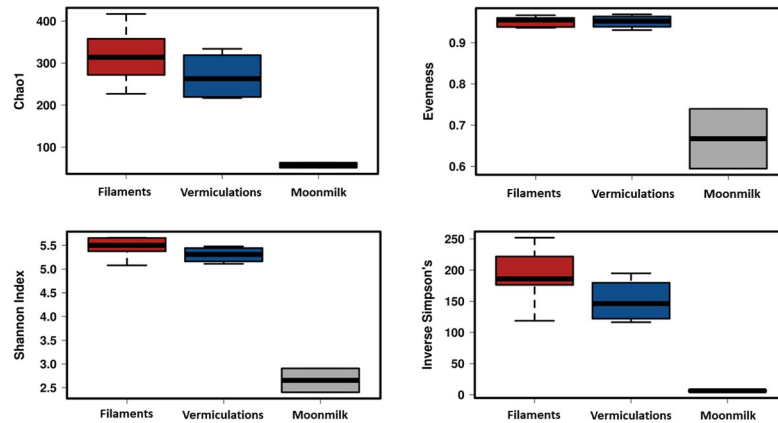 Chao1
400
300
200
100
Filaments Vermiculations Moonmilk
Evenness
0.9
0.8
0.7
0.6
Filaments Vermiculations Moonmilk
Shannon Index
5.5
5.0
4.5
4.0
3.5
3.0
2.5
Filaments Vermiculations Moonmilk
Inverse Simpson's
250
200
150
100
50
0
Filaments Vermiculations Moonmilk